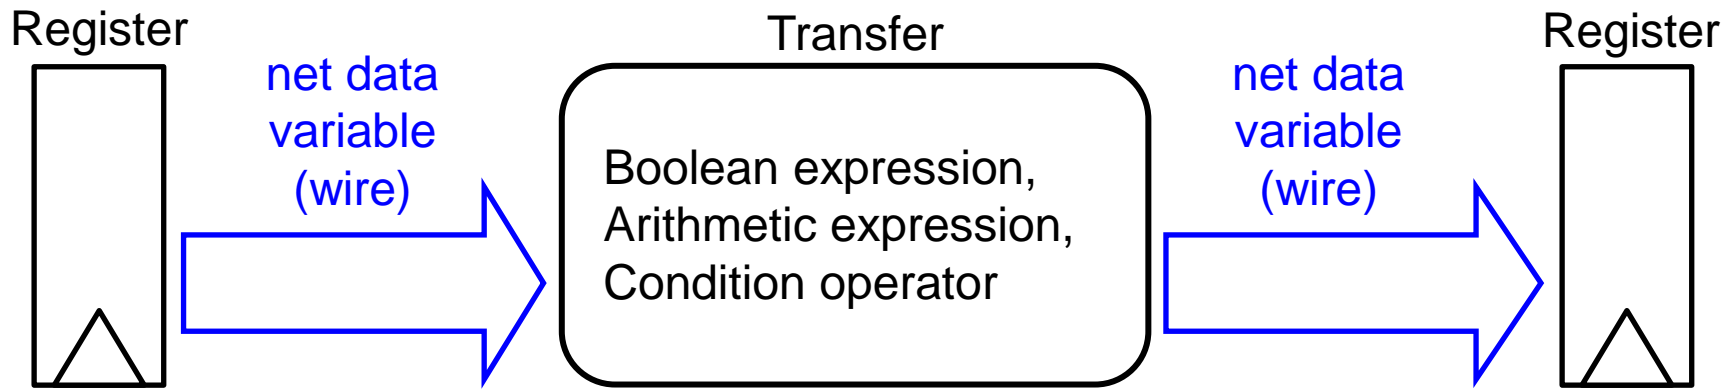 Register
net data
variable
(wire)
Transfer
Boolean expression,
Arithmetic expression,
Condition operator
net data
variable
(wire)
Register